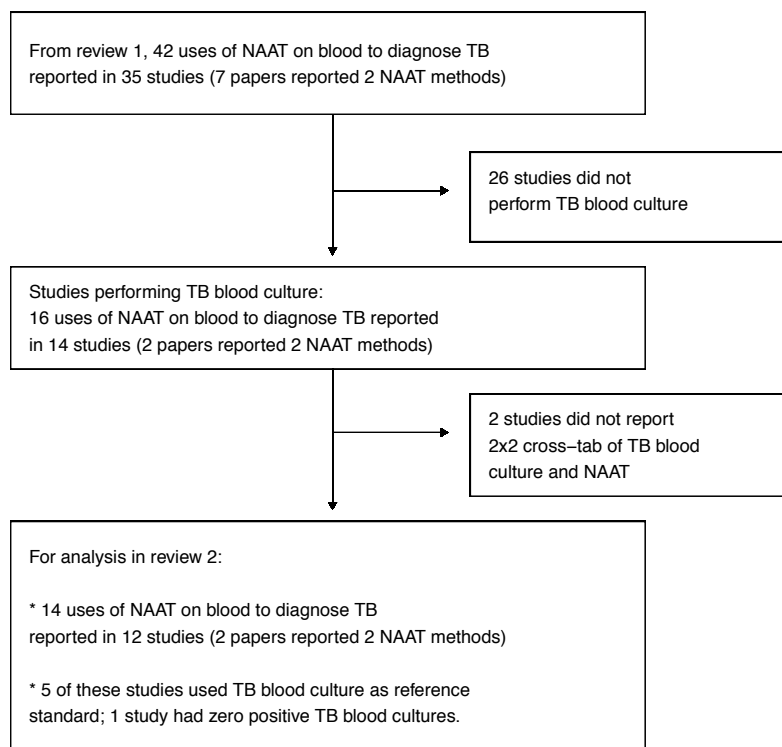 From review 1, 42 uses of NAAT on blood to diagnose TB
reported in 35 studies (7 papers reported 2 NAAT methods)
26 studies did not
perform TB blood culture
Studies performing TB blood culture:
16 uses of NAAT on blood to diagnose TB reported
in 14 studies (2 papers reported 2 NAAT methods)
2 studies did not report
2x2 cross−tab of TB blood
culture and NAAT
For analysis in review 2:
* 14 uses of NAAT on blood to diagnose TB
reported in 12 studies (2 papers reported 2 NAAT methods)
* 5 of these studies used TB blood culture as reference
standard; 1 study had zero positive TB blood cultures.